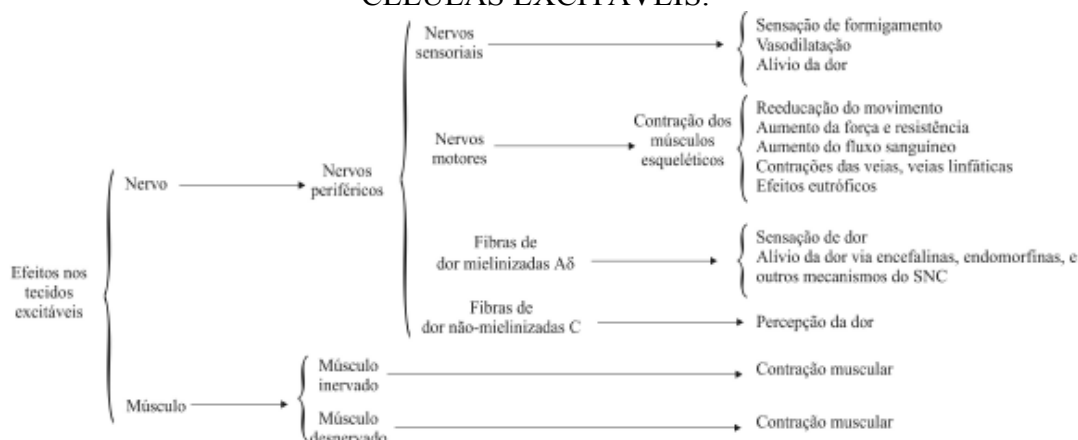 CÉLULAS EXCITÁVEIS:
Nervos
sensoriais
Sensação de formigamento
Vasodilatação
Alívio da dor
Nervos
motores
Contração dos
músculos
esqueléticos
Reeducação do movimento
Aumento da força e resistência
Aumento do fluxo sanguíneo
Contrações das veias, veias linfáticas
Efeitos eutróficos
Nervo
Nervos
periféricos
Fibras de
dor mielinizadas Aδ
Sensação de dor
Alívio da dor via encefalinas, endomorfinas, e
outros mecanismos do SNC
Efeitos nos
tecidos
excitáveis
Fibras de
dor não-mielinizadas C
Percepção da dor
Músculo
Músculo
inervado
Contração muscular
Músculo
desnervado
Contração muscular